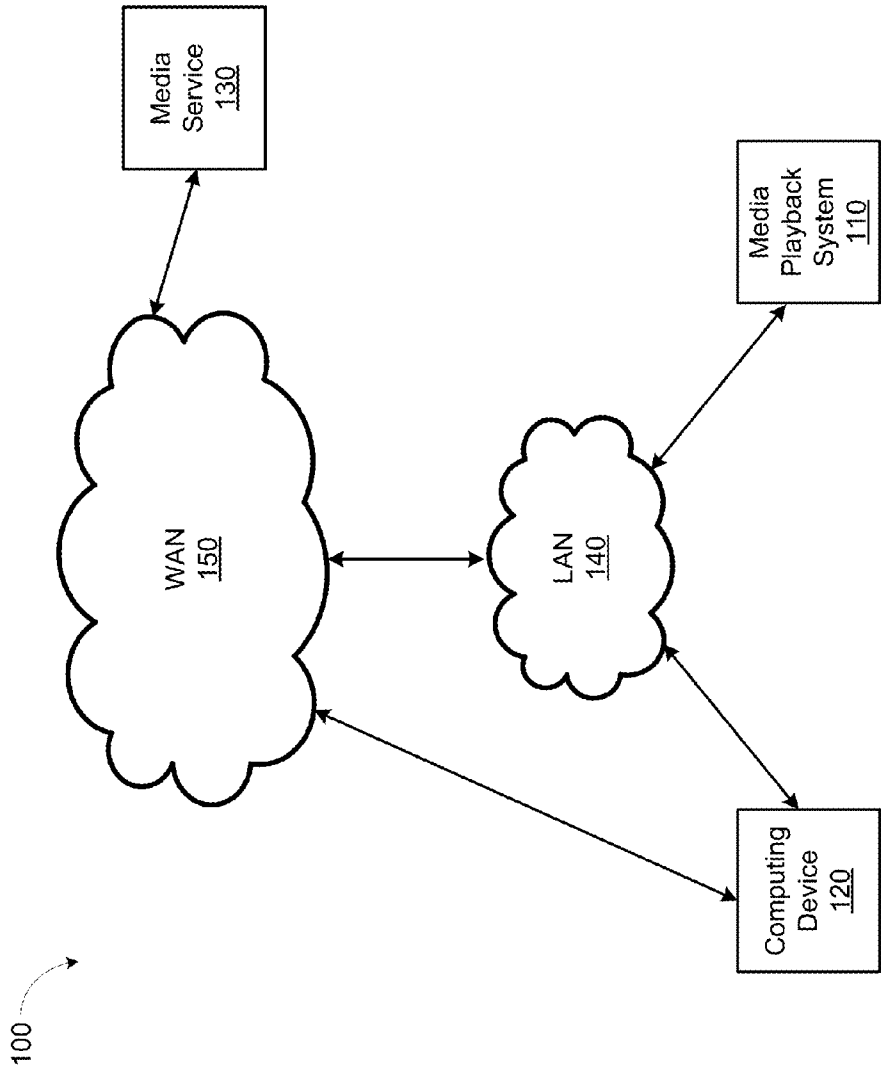 100
WAN
150
Media
Service
130
LAN
140
Computing
Device
120
Media
Playback
System
110